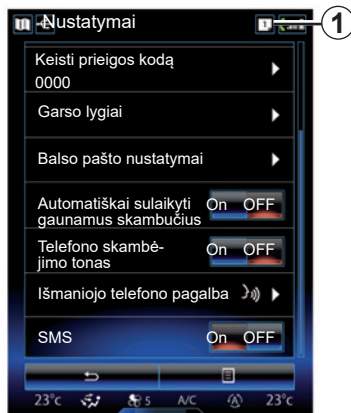 Nustatymai
1
1
Keisti prieigos kodą
0000
Garso lygiai
Balso pašto nustatymai
Automatiškai sulaikyti
gaunamus skambučius
On OFF
Telefono skambė-
jimo tonas
On OFF
Išmaniojo telefono pagalba
SMS
On OFF
23°c 5 A/C A 23°c